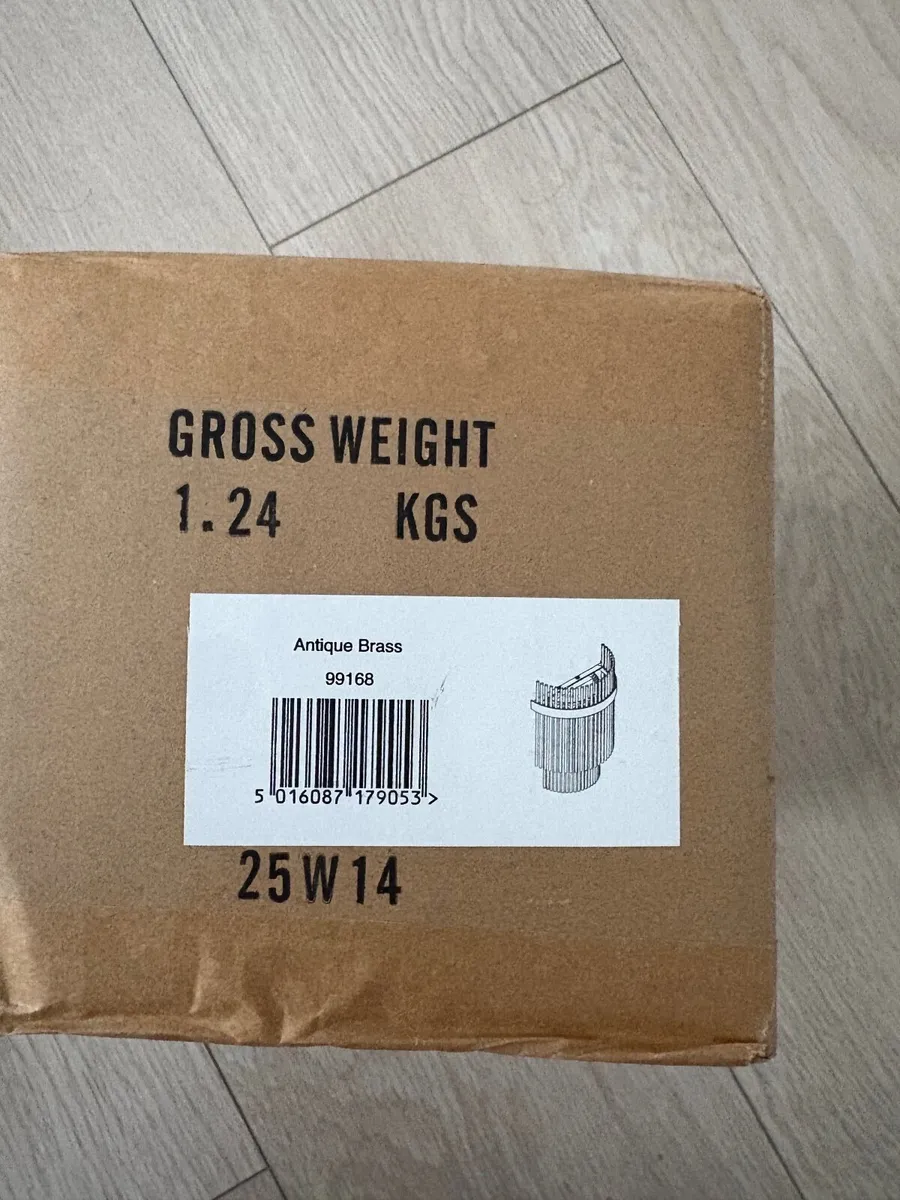 GROSS WEIGHT
1.24 KGS
Antique Brass
99168
5 016087 179053 >
25W14